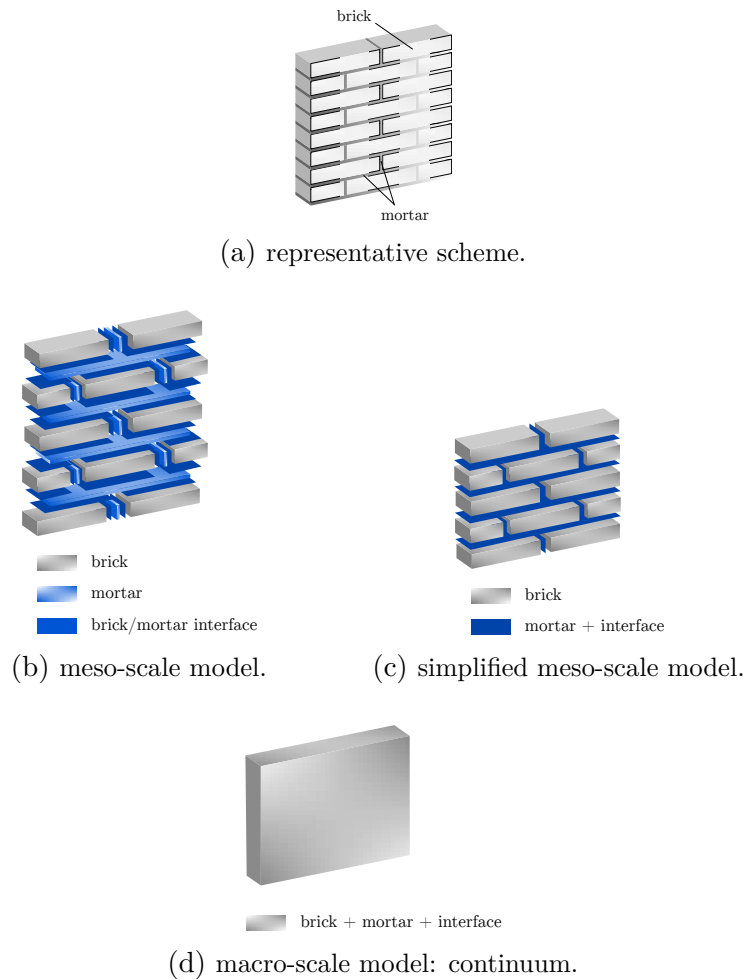 brick
mortar
(a) representative scheme.
brick
mortar
brick/mortar interface
(b) meso-scale model.
brick
mortar + interface
(c) simplified meso-scale model.
brick + mortar + interface
(d) macro-scale model: continuum.